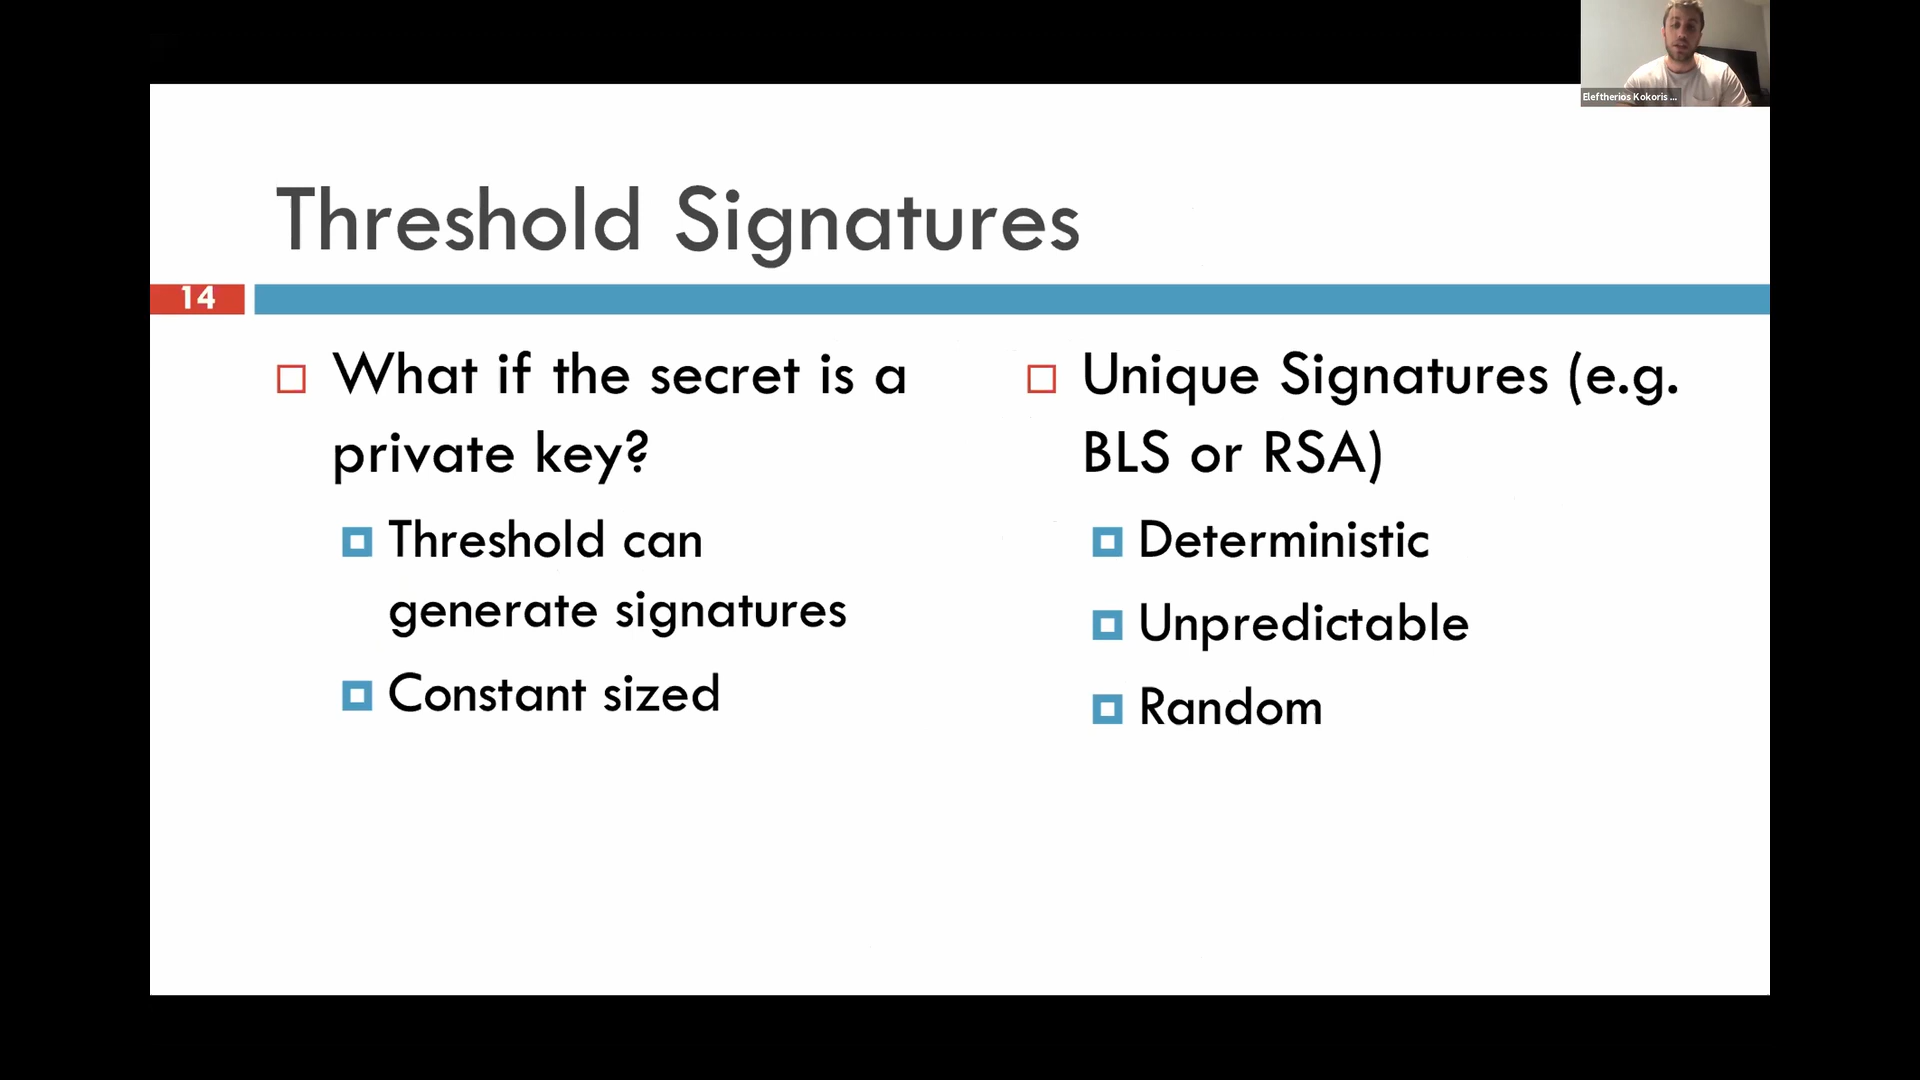 Eleftherios Kokoris ...
Threshold Signatures
14
What if the secret is a
private key?
Threshold can
generate signatures
Constant sized
Unique Signatures (e.g.
BLS or RSA)
Deterministic
Unpredictable
Random